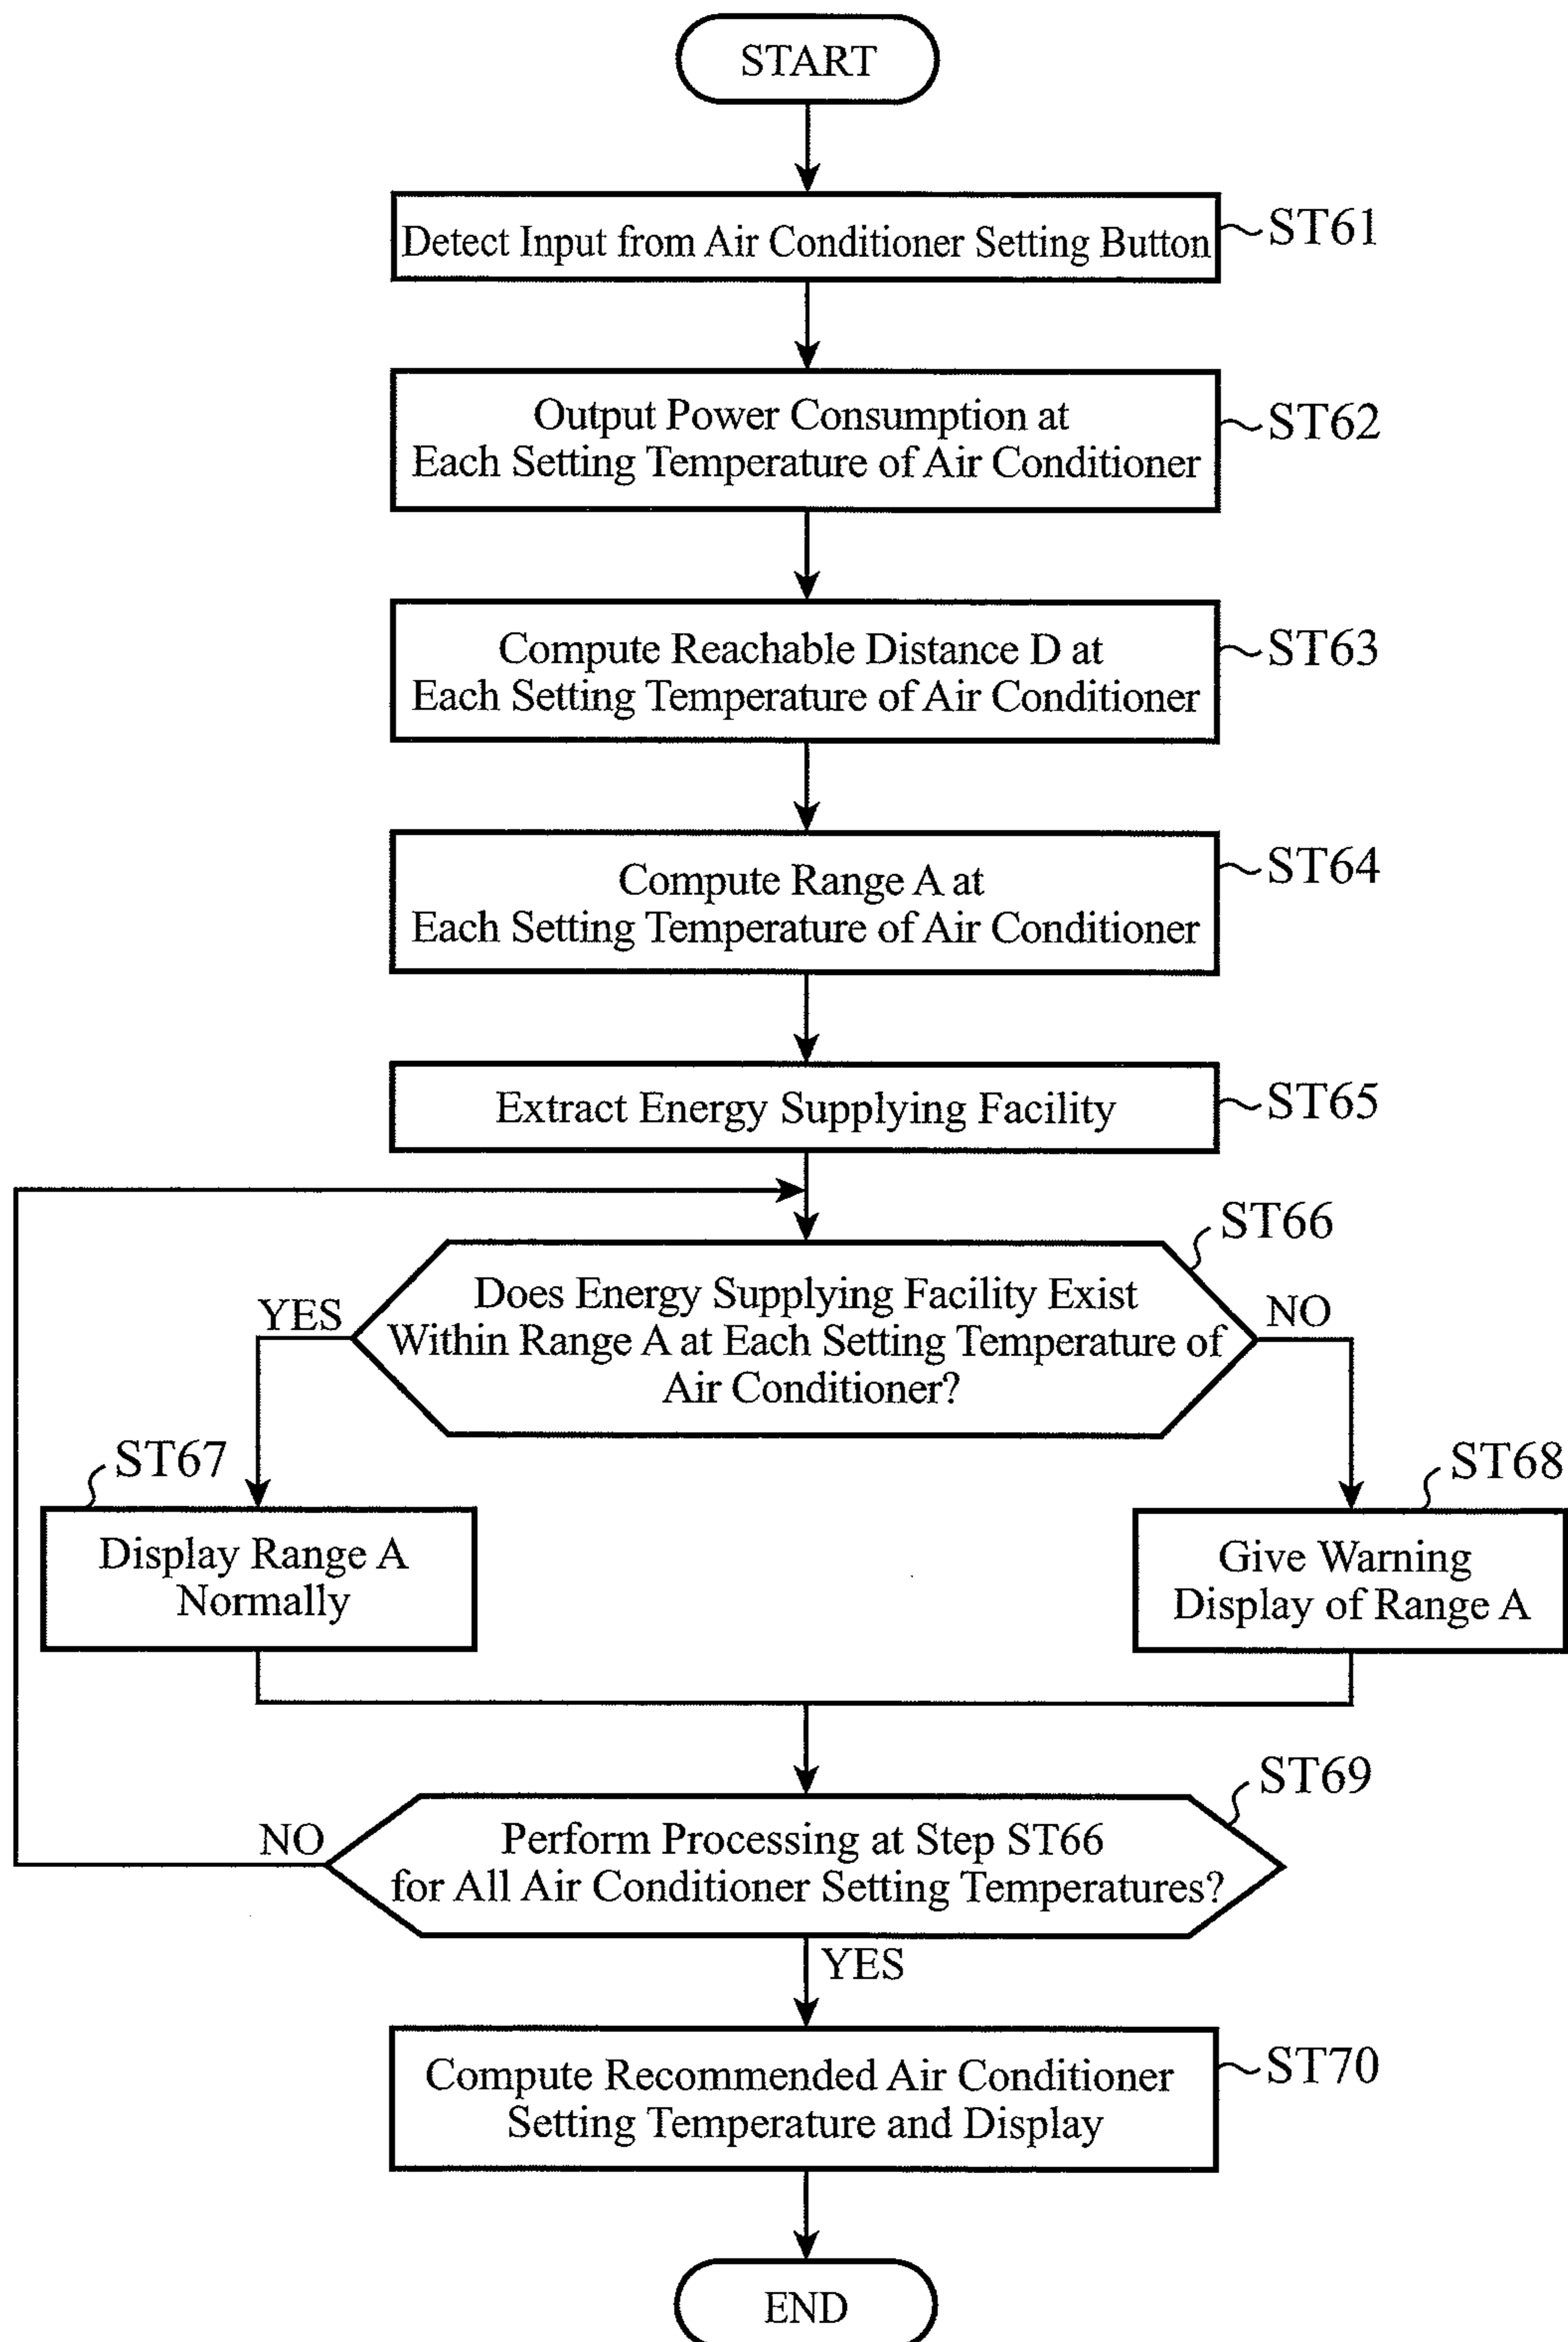 START
Detect Input from Air Conditioner Setting Button
ST61
Output Power Consumption at
Each Setting Temperature of Air Conditioner
ST62
Compute Reachable Distance D at
Each Setting Temperature of Air Conditioner
ST63
Compute Range A at
Each Setting Temperature of Air Conditioner
ST64
Extract Energy Supplying Facility
ST65
ST66
Does Energy Supplying Facility Exist
Within Range A at Each Setting Temperature of
Air Conditioner?
YES
NO
ST67
Display Range A
Normally
ST68
Give Warning
Display of Range A
ST69
Perform Processing at Step ST66
for All Air Conditioner Setting Temperatures?
NO
YES
Compute Recommended Air Conditioner
Setting Temperature and Display
ST70
END